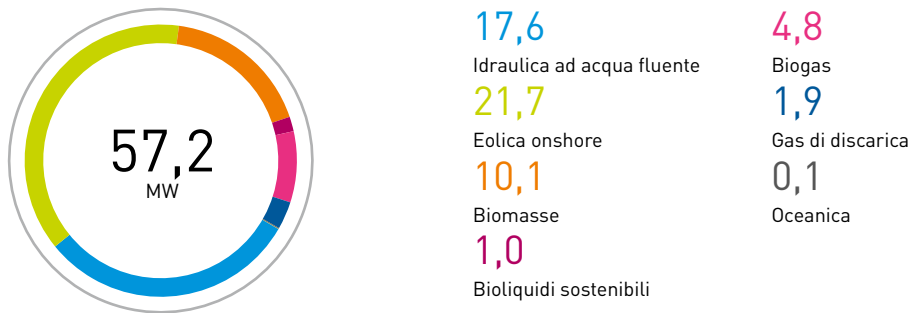 57,2
MW
17,6
Idraulica ad acqua fluente
21,7
Eolica onshore
10,1
Biomasse
1,0
Bioliquidi sostenibili
4,8
Biogas
1,9
Gas di discarica
0,1
Oceanica